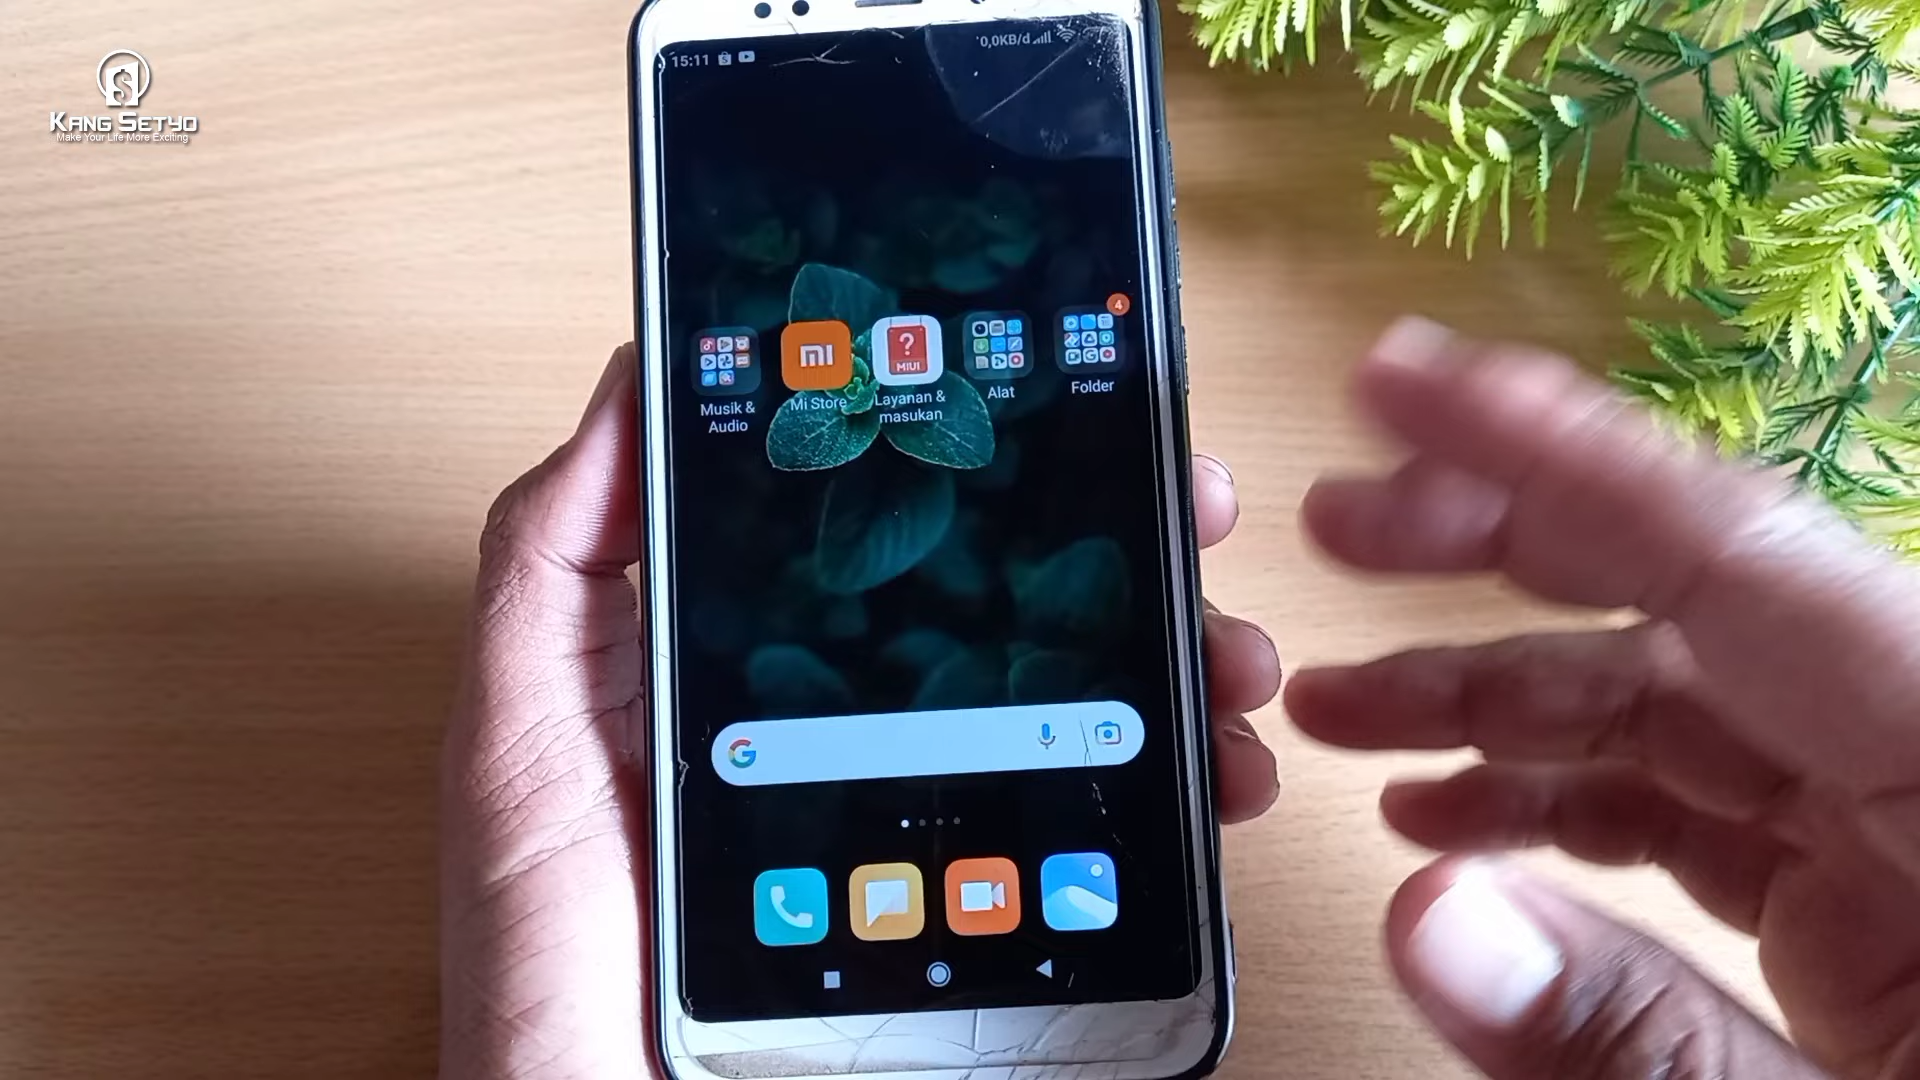 KANG SETYO
Make Your Life More Exciting
15:11
0,0KB/d
4
mi
?
MIUI
Musik &
Audio
Mi Store
Layanan &
masukan
Alat
Folder
G